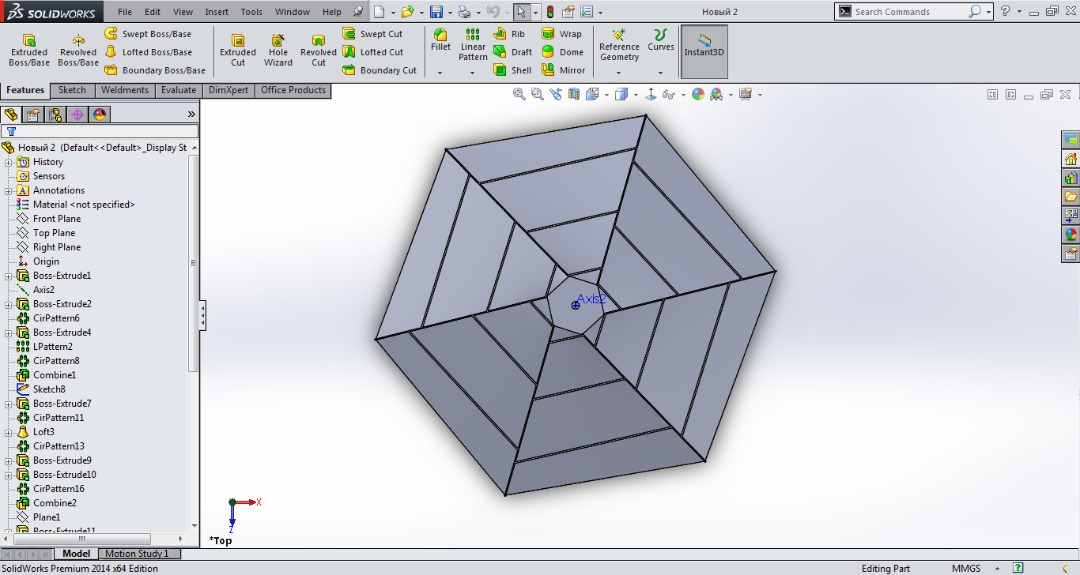 SOLIDWORKS File Edit View Insert Tools Window Help Новый 2 Search Commands
Extruded Boss/Base
Revolved Boss/Base
Swept Boss/Base
Lofted Boss/Base
Boundary Boss/Base
Extruded Cut
Hole Wizard
Revolved Cut
Swept Cut
Lofted Cut
Boundary Cut
Fillet
Linear Pattern
Rib
Draft
Shell
Wrap
Dome
Mirror
Reference Geometry
Curves
Instant3D
Features Sketch Weldments Evaluate DimXpert Office Products
Новый 2 (Default<<Default>_Display St
History
Sensors
Annotations
Material <not specified>
Front Plane
Top Plane
Right Plane
Origin
Boss-Extrude1
Axis2
Boss-Extrude2
CirPattern6
Boss-Extrude4
LPattern2
CirPattern8
Combine1
Sketch8
Boss-Extrude7
CirPattern11
Loft3
CirPattern13
Boss-Extrude9
Boss-Extrude10
CirPattern16
Combine2
Plane1
Boss-Extrude11
Axis2
X
Z
*Top
Model Motion Study 1
SolidWorks Premium 2014 x64 Edition Editing Part MMGS